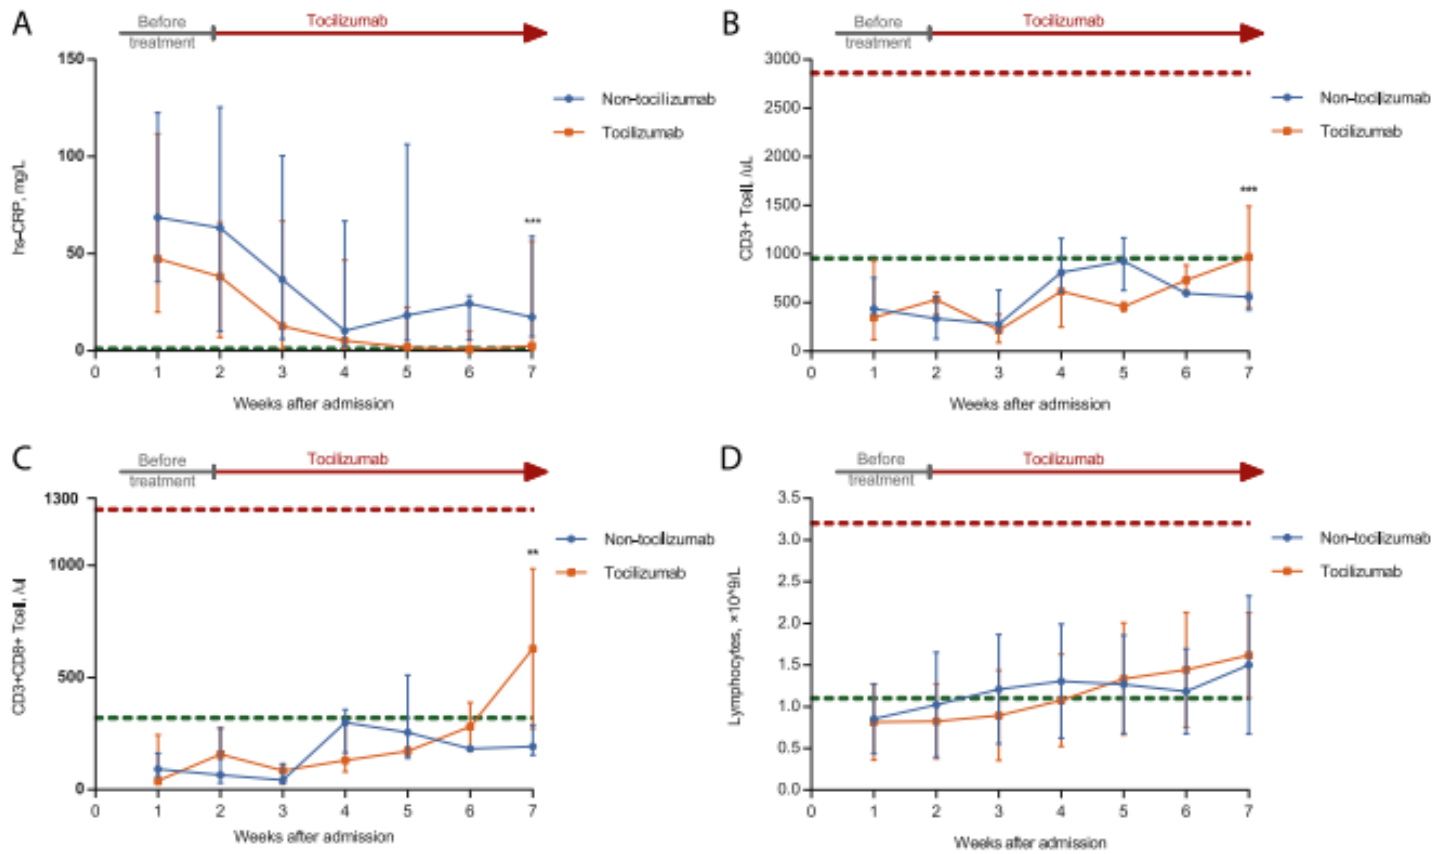 A
Before
treatment
Tocilizumab
150
100
50
0
hs-CRP, mg/L
Non-tocilizumab
Tocilizumab
***
0 1 2 3 4 5 6 7
Weeks after admission
B
Before
treatment
Tocilizumab
3000
2500
2000
1500
1000
500
0
CD3+ Tcell, /uL
Non-tocilizumab
Tocilizumab
***
0 1 2 3 4 5 6 7
Weeks after admission
C
Before
treatment
Tocilizumab
1300
1000
500
0
CD3+CD8+ Tcell, /ul
Non-tocilizumab
Tocilizumab
**
0 1 2 3 4 5 6 7
Weeks after admission
D
Before
treatment
Tocilizumab
3.5
3.0
2.5
2.0
1.5
1.0
0.5
0.0
Lymphocytes, ×10^9/L
Non-tocilizumab
Tocilizumab
0 1 2 3 4 5 6 7
Weeks after admission